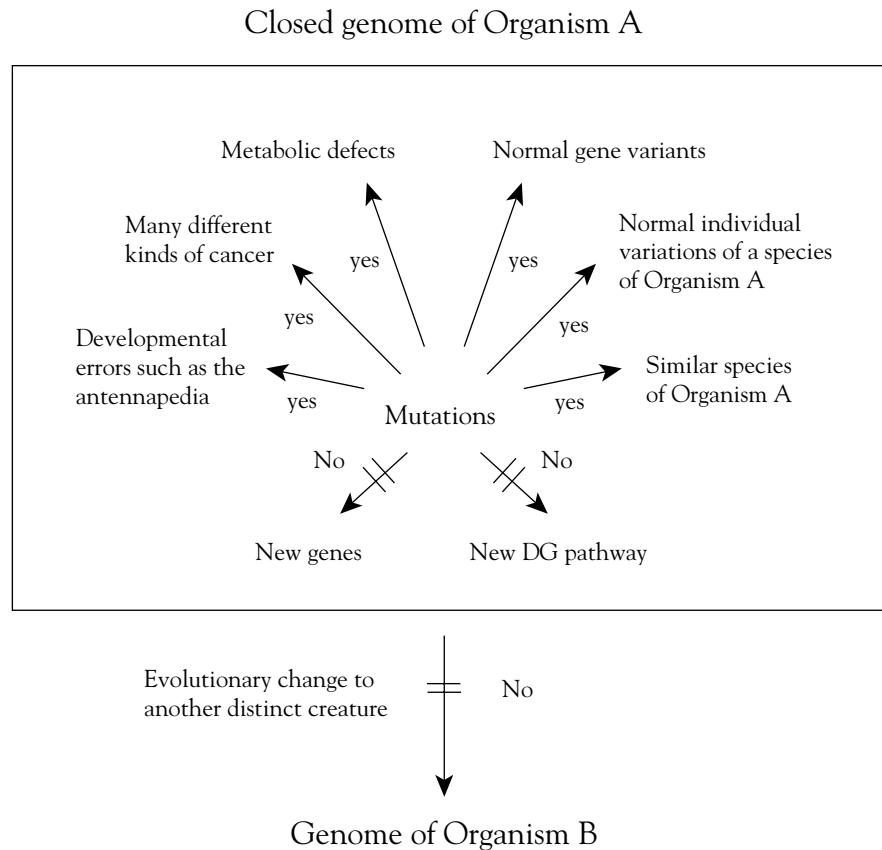 Closed genome of Organism A
Metabolic defects
Normal gene variants
Many different
kinds of cancer
Normal individual
variations of a species
of Organism A
yes
yes
yes
yes
Developmental
errors such as the
antennapedia
Similar species
of Organism A
yes
yes
Mutations
No
No
New genes
New DG pathway
Evolutionary change to
another distinct creature
No
Genome of Organism B